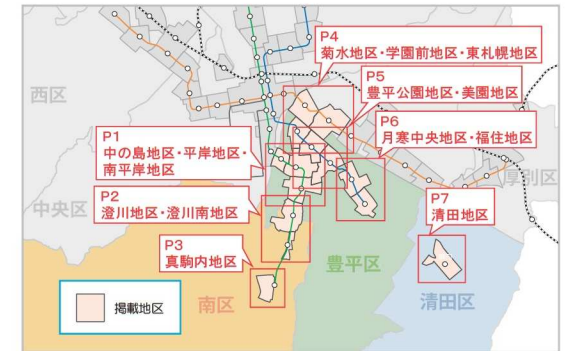 P4
菊水地区・学園前地区・東札幌地区
P5
豊平公園地区・美園地区
西区
P6
月寒中央地区・福住地区
P1
中の島地区・平岸地区・
南平岸地区
厚別区
P7
清田地区
中央区
P2
澄川地区・澄川南地区
P3
真駒内地区
豊平区
掲載地区
南区
清田区